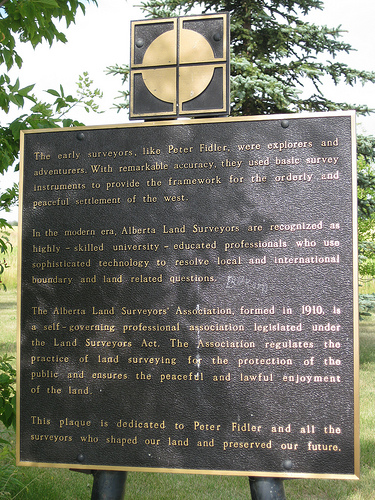 The early surveyors, like Peter Fidler, were explorers and
adventurers. With remarkable accuracy, they used basic survey
instruments to provide the framework for the orderly and
peaceful settlement of the west.
In the modern era, Alberta Land Surveyors are recognized as
highly - skilled university - educated professionals who use
sophisticated technology to resolve local and international
boundary and land related questions.
The Alberta Land Surveyors' Association, formed in 1910, is
a self - governing professional association legislated under
the Land Surveyors Act. The Association regulates the
practice of land surveying for the protection of the
public and ensures the peaceful and lawful enjoyment
of the land.
This plaque is dedicated to Peter Fidler and all the
surveyors who shaped our land and preserved our future.